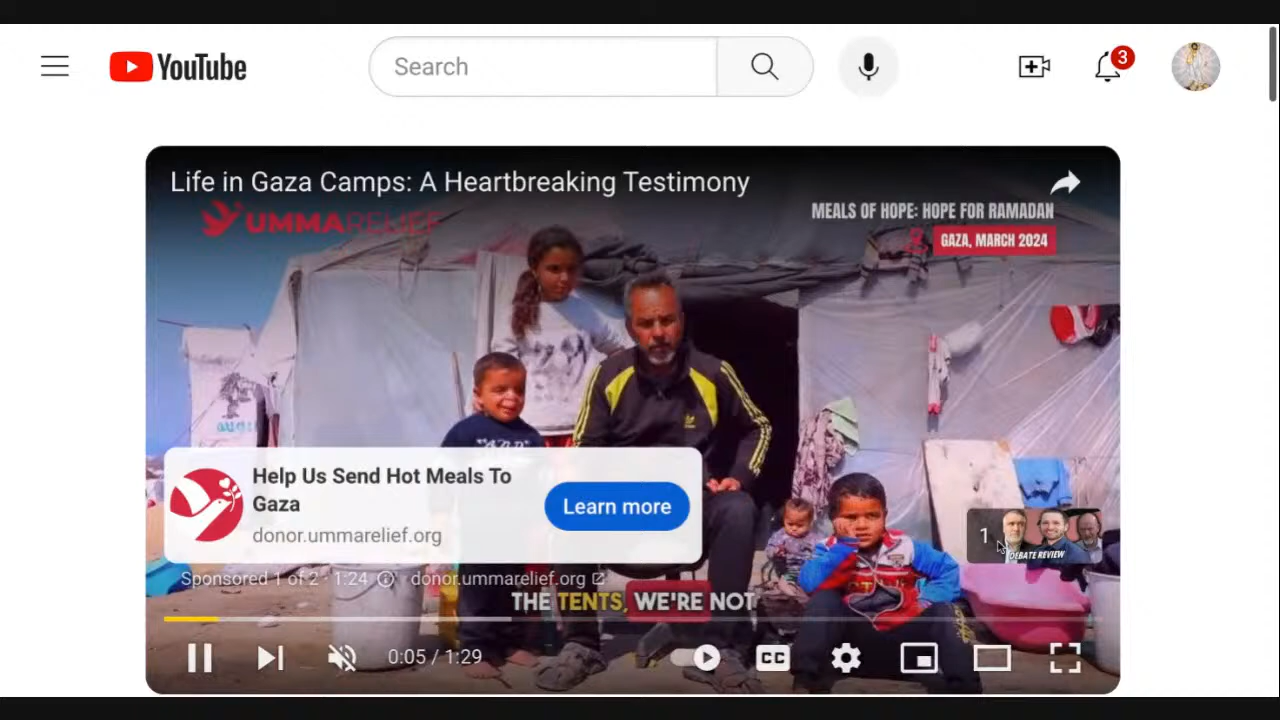 YouTube
Search
3
Life in Gaza Camps: A Heartbreaking Testimony
UMMARELIEF
MEALS OF HOPE: HOPE FOR RAMADAN
GAZA, MARCH 2024
Help Us Send Hot Meals To
Gaza
donor.ummarelief.org
Learn more
1
DEBATE REVIEW
Sponsored 1 of 2 · 1:24 donor.ummarelief.org
THE TENTS, WE'RE NOT
0:05 / 1:29
CC